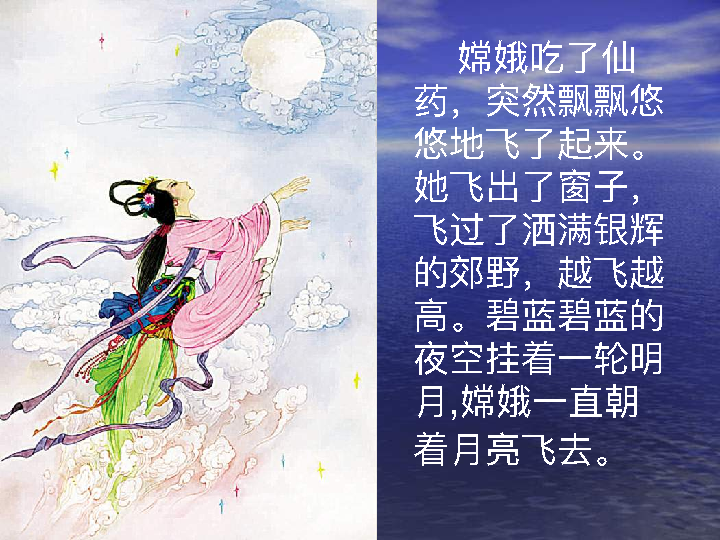 嫦娥吃了仙
药，突然飘飘悠
悠地飞了起来。
她飞出了窗子，
飞过了洒满银辉
的郊野，越飞越
高。碧蓝碧蓝的
夜空挂着一轮明
月,嫦娥一直朝
着月亮飞去。